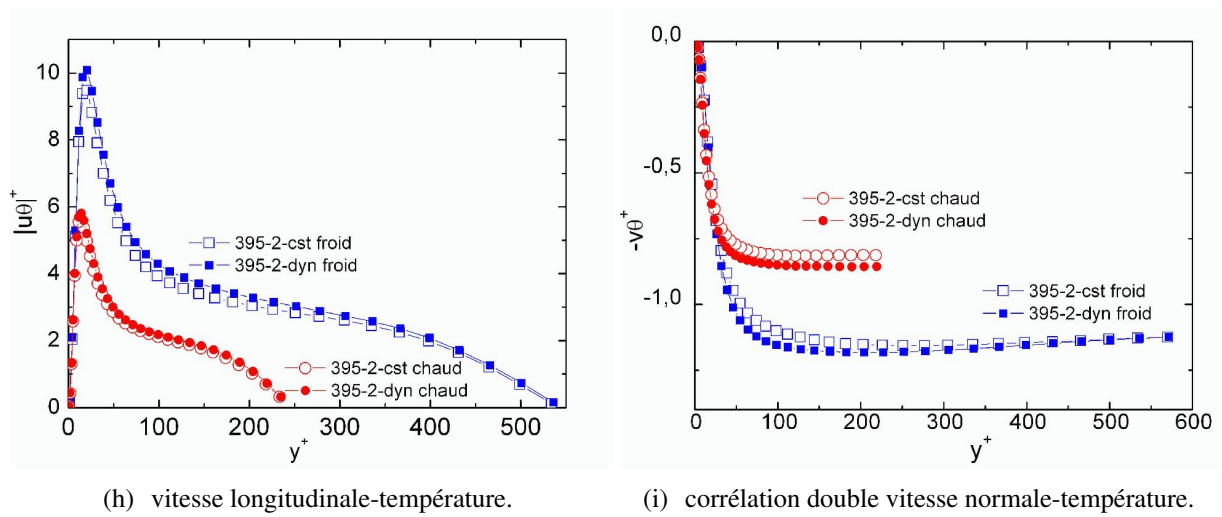 |uθ|⁺
10
8
6
4
2
0
395-2-cst froid
395-2-dyn froid
395-2-cst chaud
395-2-dyn chaud
0 100 200 300 400 500
y⁺
(h) vitesse longitudinale-température.
-vθ⁺
0,0
-0,5
-1,0
395-2-cst chaud
395-2-dyn chaud
395-2-cst froid
395-2-dyn froid
0 100 200 300 400 500 600
y⁺
(i) corrélation double vitesse normale-température.